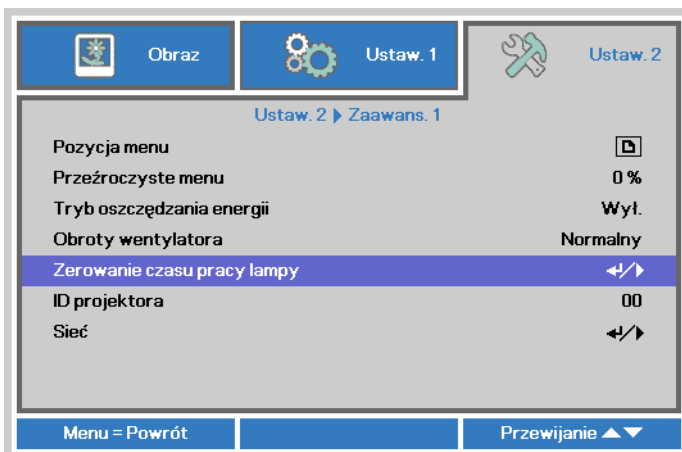 Obraz
Ustaw. 1
Ustaw. 2
Ustaw. 2 Zaawans. 1
Pozycja menu
Przeźroczyste menu 0 %
Tryb oszczędzania energii Wył.
Obroty wentylatora Normalny
Zerowanie czasu pracy lampy
ID projektora 00
Sieć
Menu = Powrót Przewijanie